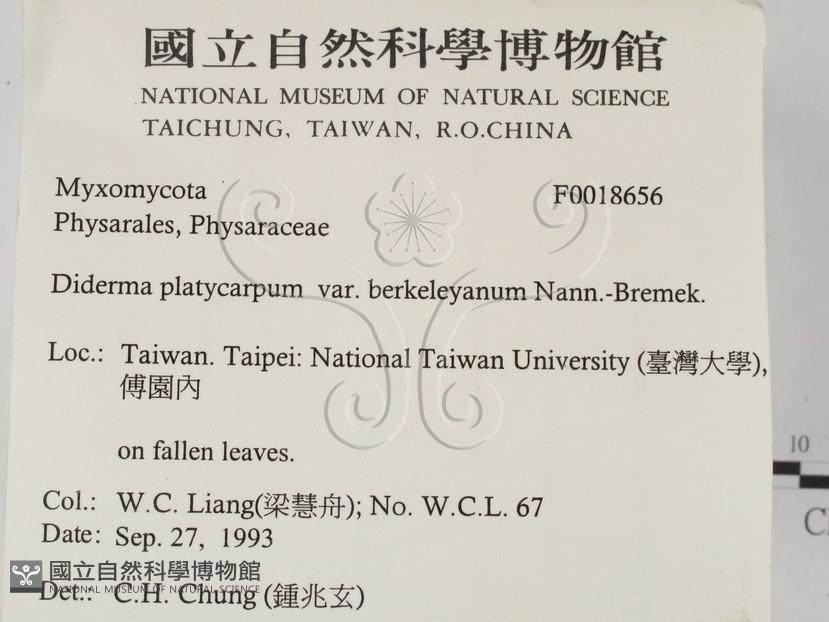 國立自然科學博物館
NATIONAL MUSEUM OF NATURAL SCIENCE
TAICHUNG, TAIWAN, R.O.CHINA
Myxomycota F0018656
Physarales, Physaraceae
Diderma platycarpum var. berkeleyanum Nann.-Bremek.
Loc.: Taiwan. Taipei: National Taiwan University (臺灣大學),
傅園內
on fallen leaves.
10
Col.: W.C. Liang(梁慧舟); No. W.C.L. 67
Date: Sep. 27, 1993
國立自然科學博物館
NATIONAL MUSEUM OF NATURAL SCIENCE
Det.: C.H. Chung (鍾兆玄)